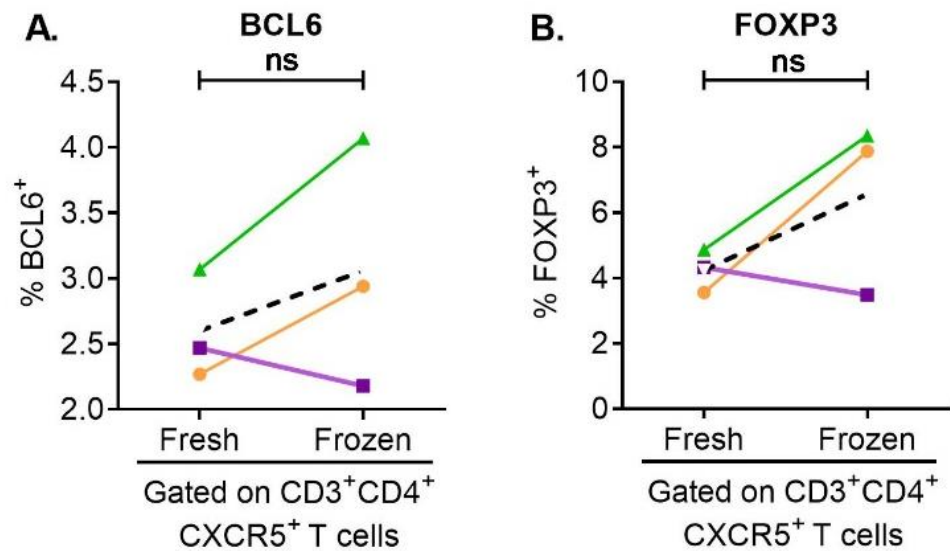 A.
BCL6
ns
4.5
4.0
3.5
3.0
2.5
2.0
% BCL6⁺
Fresh Frozen
Gated on CD3⁺CD4⁺
CXCR5⁺ T cells
B.
FOXP3
ns
10
8
6
4
2
0
% FOXP3⁺
Fresh Frozen
Gated on CD3⁺CD4⁺
CXCR5⁺ T cells